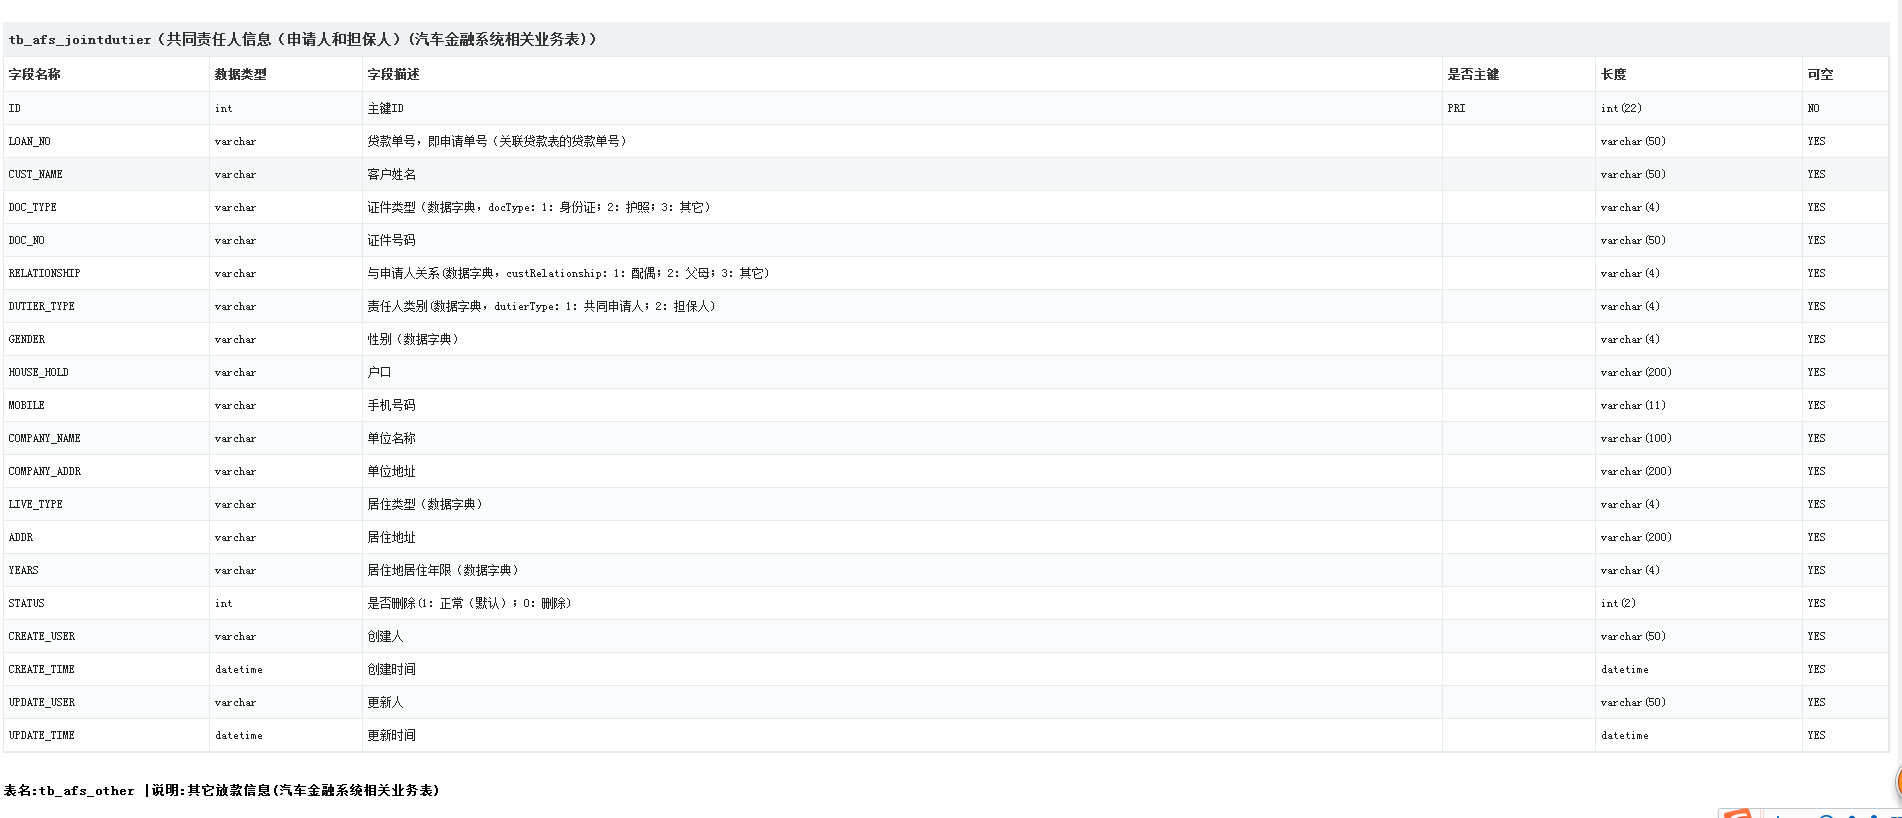 tb_afs_jointdutier（共同责任人信息（申请人和担保人）(汽车金融系统相关业务表)）
字段名称 数据类型 字段描述 是否主键 长度 可空
ID int 主键ID PRI int(22) NO
LOAN_NO varchar 贷款单号，即申请单号（关联贷款表的贷款单号） varchar(50) YES
CUST_NAME varchar 客户姓名 varchar(50) YES
DOC_TYPE varchar 证件类型（数据字典，docType：1：身份证；2：护照；3：其它） varchar(4) YES
DOC_NO varchar 证件号码 varchar(50) YES
RELATIONSHIP varchar 与申请人关系(数据字典，custRelationship：1：配偶；2：父母；3：其它） varchar(4) YES
DUTIER_TYPE varchar 责任人类别(数据字典，dutierType：1：共同申请人；2：担保人） varchar(4) YES
GENDER varchar 性别（数据字典） varchar(4) YES
HOUSE_HOLD varchar 户口 varchar(200) YES
MOBILE varchar 手机号码 varchar(11) YES
COMPANY_NAME varchar 单位名称 varchar(100) YES
COMPANY_ADDR varchar 单位地址 varchar(200) YES
LIVE_TYPE varchar 居住类型（数据字典） varchar(4) YES
ADDR varchar 居住地址 varchar(200) YES
YEARS varchar 居住地居住年限（数据字典） varchar(4) YES
STATUS int 是否删除(1：正常（默认）；0：删除） int(2) YES
CREATE_USER varchar 创建人 varchar(50) YES
CREATE_TIME datetime 创建时间 datetime YES
UPDATE_USER varchar 更新人 varchar(50) YES
UPDATE_TIME datetime 更新时间 datetime YES
表名:tb_afs_other |说明:其它放款信息(汽车金融系统相关业务表)